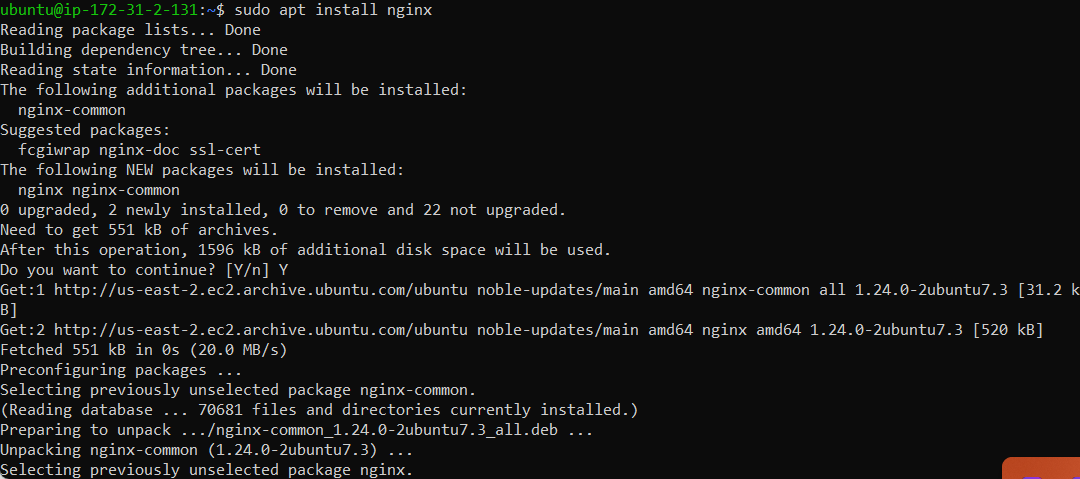 ubuntu@ip-172-31-2-131:~$ sudo apt install nginx
Reading package lists... Done
Building dependency tree... Done
Reading state information... Done
The following additional packages will be installed:
  nginx-common
Suggested packages:
  fcgiwrap nginx-doc ssl-cert
The following NEW packages will be installed:
  nginx nginx-common
0 upgraded, 2 newly installed, 0 to remove and 22 not upgraded.
Need to get 551 kB of archives.
After this operation, 1596 kB of additional disk space will be used.
Do you want to continue? [Y/n] Y
Get:1 http://us-east-2.ec2.archive.ubuntu.com/ubuntu noble-updates/main amd64 nginx-common all 1.24.0-2ubuntu7.3 [31.2 k
B]
Get:2 http://us-east-2.ec2.archive.ubuntu.com/ubuntu noble-updates/main amd64 nginx amd64 1.24.0-2ubuntu7.3 [520 kB]
Fetched 551 kB in 0s (20.0 MB/s)
Preconfiguring packages ...
Selecting previously unselected package nginx-common.
(Reading database ... 70681 files and directories currently installed.)
Preparing to unpack .../nginx-common_1.24.0-2ubuntu7.3_all.deb ...
Unpacking nginx-common (1.24.0-2ubuntu7.3) ...
Selecting previously unselected package nginx.